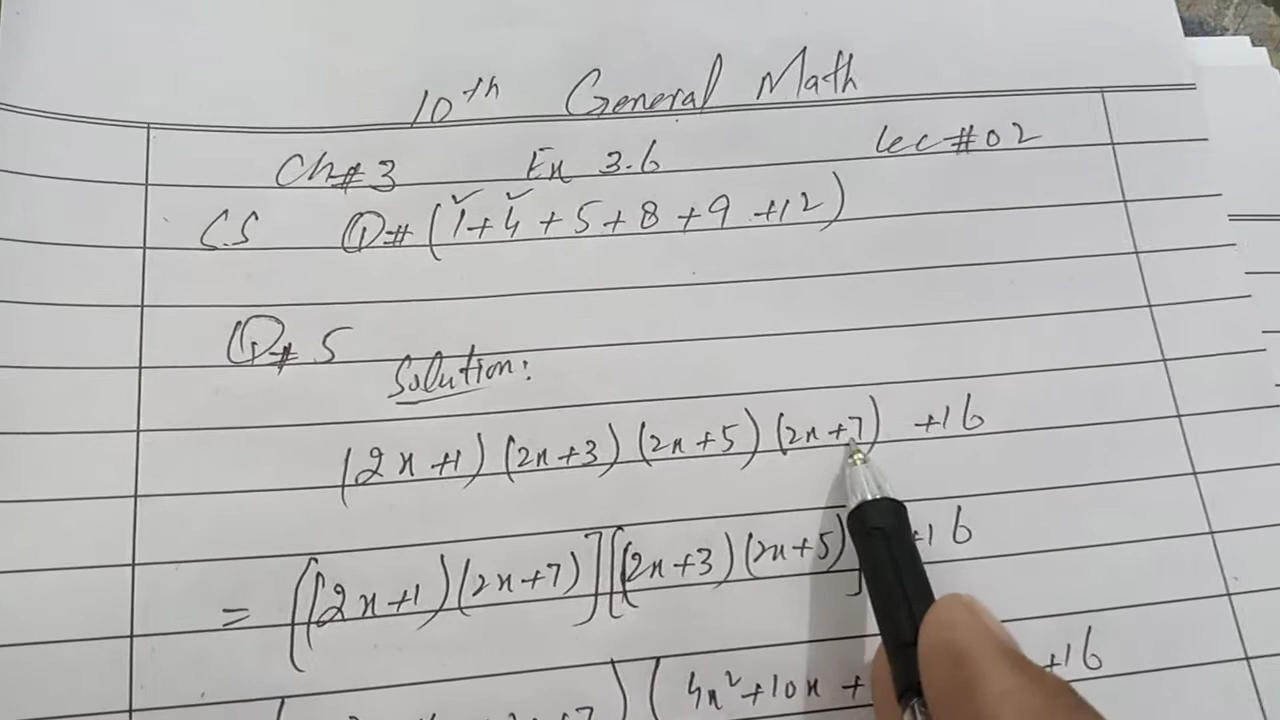 10th General Math
Ch#3 Ex 3.6 Lec#02
C.S Q# (1+4+5+8+9+12)
Q# 5
Solution:
(2x+1)(2x+3)(2x+5)(2x+7) +16
= [(2x+1)(2x+7)][(2x+3)(2x+5)] +16
(4x²+10x+ +16